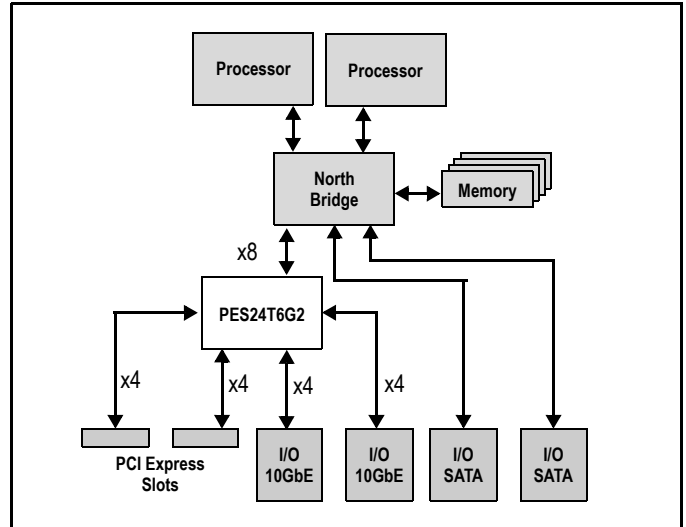 Processor
Processor
North
Bridge
Memory
x8
PES24T6G2
x4
x4
x4
x4
PCI Express
Slots
I/O
10GbE
I/O
10GbE
I/O
SATA
I/O
SATA